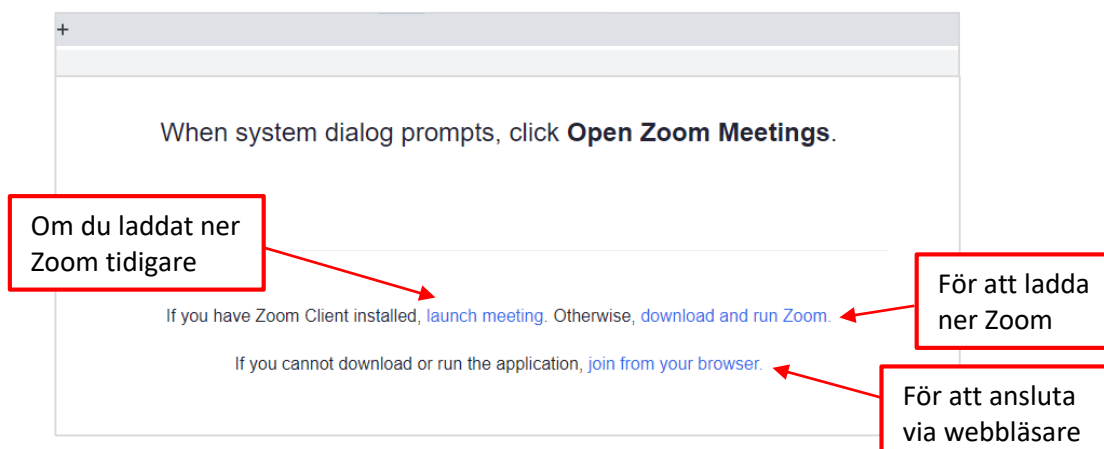 +
When system dialog prompts, click Open Zoom Meetings.
Om du laddat ner
Zoom tidigare
If you have Zoom Client installed, launch meeting. Otherwise, download and run Zoom.
För att ladda
ner Zoom
If you cannot download or run the application, join from your browser.
För att ansluta
via webbläsare